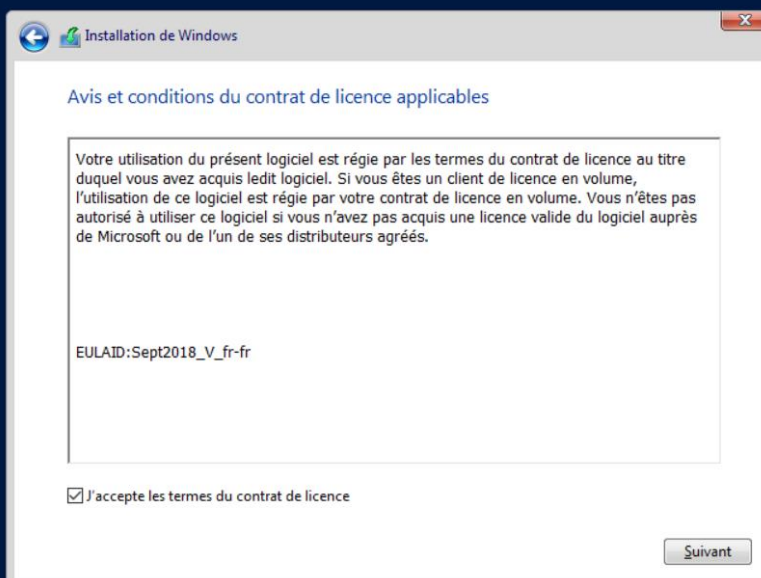 Installation de Windows
Avis et conditions du contrat de licence applicables
Votre utilisation du présent logiciel est régie par les termes du contrat de licence au titre
duquel vous avez acquis ledit logiciel. Si vous êtes un client de licence en volume,
l’utilisation de ce logiciel est régie par votre contrat de licence en volume. Vous n’êtes pas
autorisé à utiliser ce logiciel si vous n’avez pas acquis une licence valide du logiciel auprès
de Microsoft ou de l’un de ses distributeurs agréés.
EULAID:Sept2018_V_fr-fr
J'accepte les termes du contrat de licence
Suivant